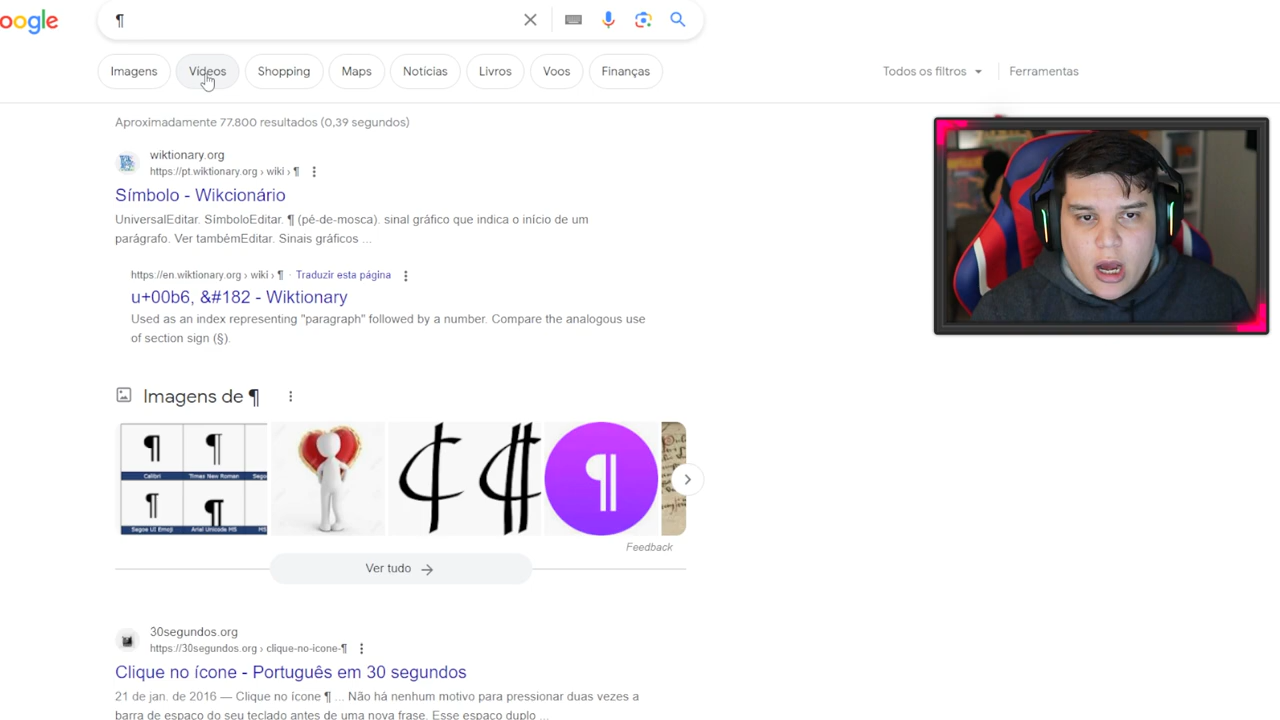 oogle
¶
Imagens
Vídeos
Shopping
Maps
Notícias
Livros
Voos
Finanças
Todos os filtros
Ferramentas
Aproximadamente 77.800 resultados (0,39 segundos)
wiktionary.org
https://pt.wiktionary.org › wiki › ¶
Símbolo - Wikcionário
UniversalEditar. SímboloEditar. ¶ (pé-de-mosca). sinal gráfico que indica o início de um
parágrafo. Ver tambémEditar. Sinais gráficos ...
https://en.wiktionary.org › wiki › ¶ · Traduzir esta página
u+00b6, &#182 - Wiktionary
Used as an index representing "paragraph" followed by a number. Compare the analogous use
of section sign (§).
Imagens de ¶
¶ ¶
Calibri Times New Roman
¶ ¶
Segoe UI Emoji Arial Unicode MS
¶
Feedback
Ver tudo
30segundos.org
https://30segundos.org › clique-no-icone-¶
Clique no ícone - Português em 30 segundos
21 de jan. de 2016 — Clique no ícone ¶ ... Não há nenhum motivo para pressionar duas vezes a
barra de espaço do seu teclado antes de uma nova frase. Esse espaço duplo ...